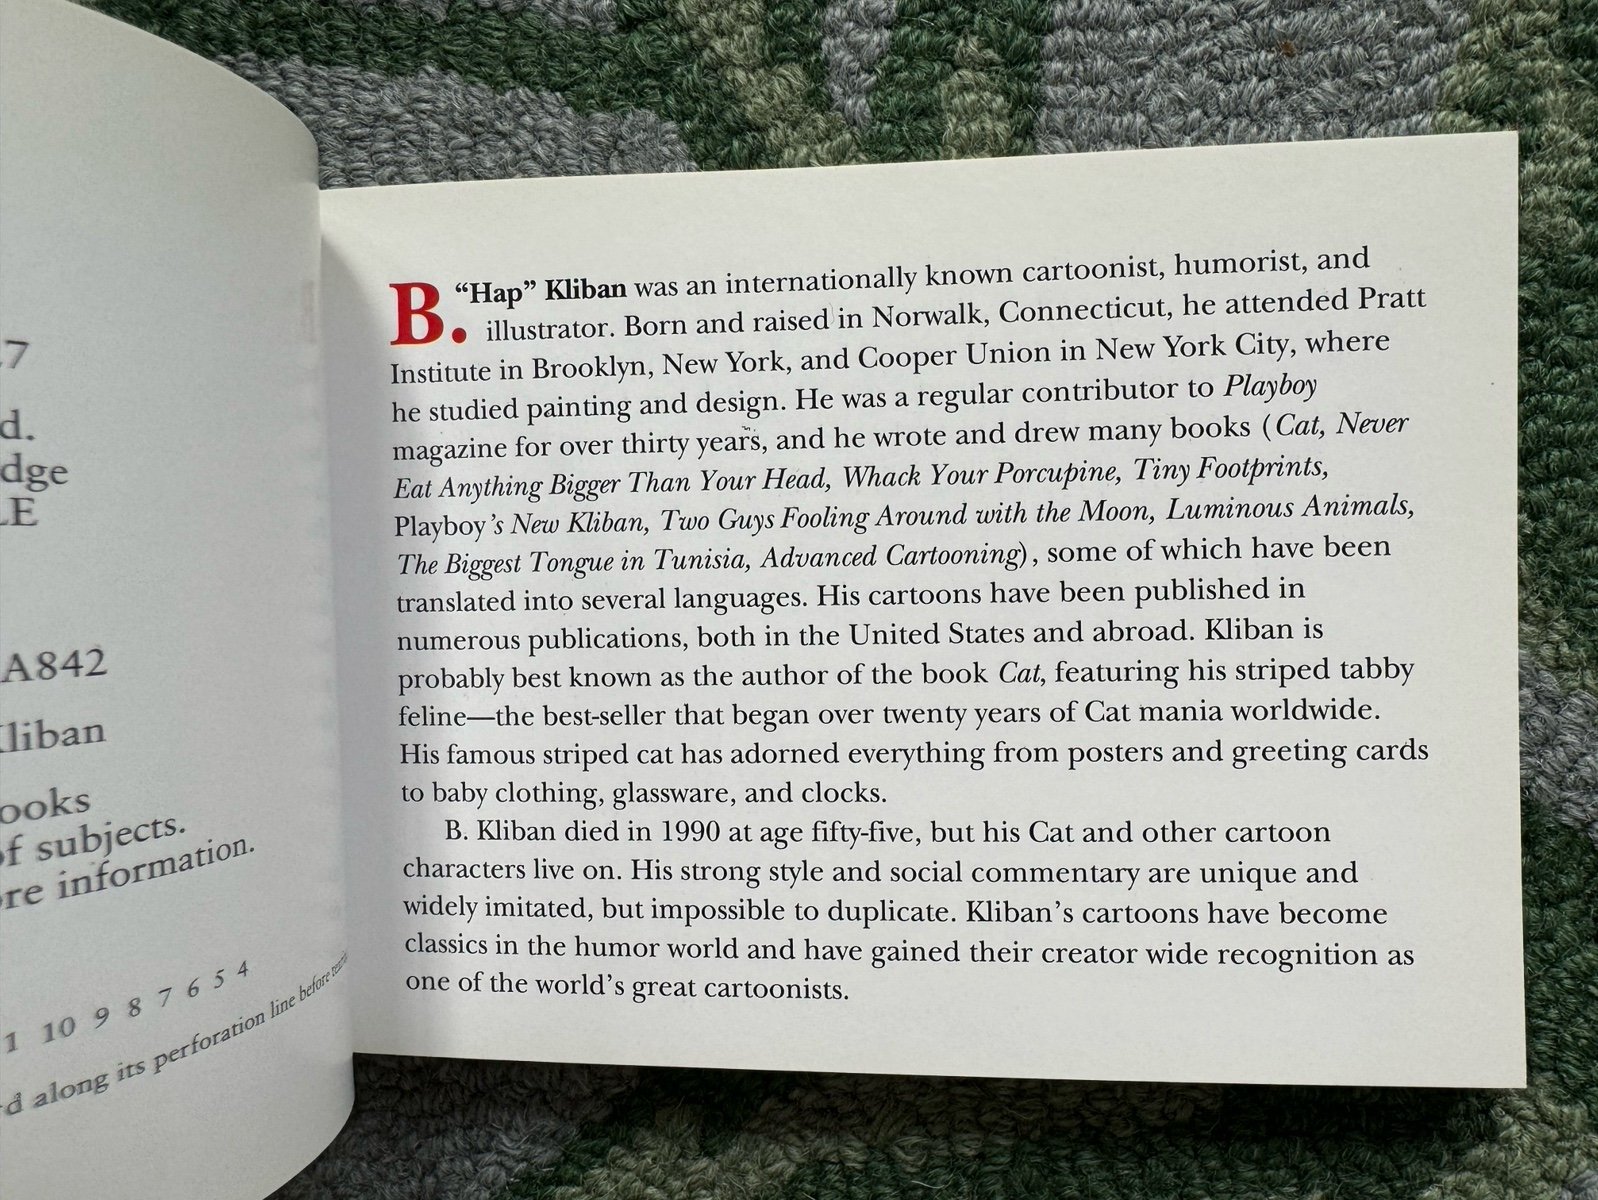 7
d.
dge
LE
A842
Kliban
ooks
of subjects.
ore information.
1 10 9 8 7 6 5 4
d along its perforation line before
B. “Hap” Kliban was an internationally known cartoonist, humorist, and
illustrator. Born and raised in Norwalk, Connecticut, he attended Pratt
Institute in Brooklyn, New York, and Cooper Union in New York City, where
he studied painting and design. He was a regular contributor to Playboy
magazine for over thirty years, and he wrote and drew many books (Cat, Never
Eat Anything Bigger Than Your Head, Whack Your Porcupine, Tiny Footprints,
Playboy’s New Kliban, Two Guys Fooling Around with the Moon, Luminous Animals,
The Biggest Tongue in Tunisia, Advanced Cartooning), some of which have been
translated into several languages. His cartoons have been published in
numerous publications, both in the United States and abroad. Kliban is
probably best known as the author of the book Cat, featuring his striped tabby
feline—the best-seller that began over twenty years of Cat mania worldwide.
His famous striped cat has adorned everything from posters and greeting cards
to baby clothing, glassware, and clocks.
B. Kliban died in 1990 at age fifty-five, but his Cat and other cartoon
characters live on. His strong style and social commentary are unique and
widely imitated, but impossible to duplicate. Kliban’s cartoons have become
classics in the humor world and have gained their creator wide recognition as
one of the world’s great cartoonists.